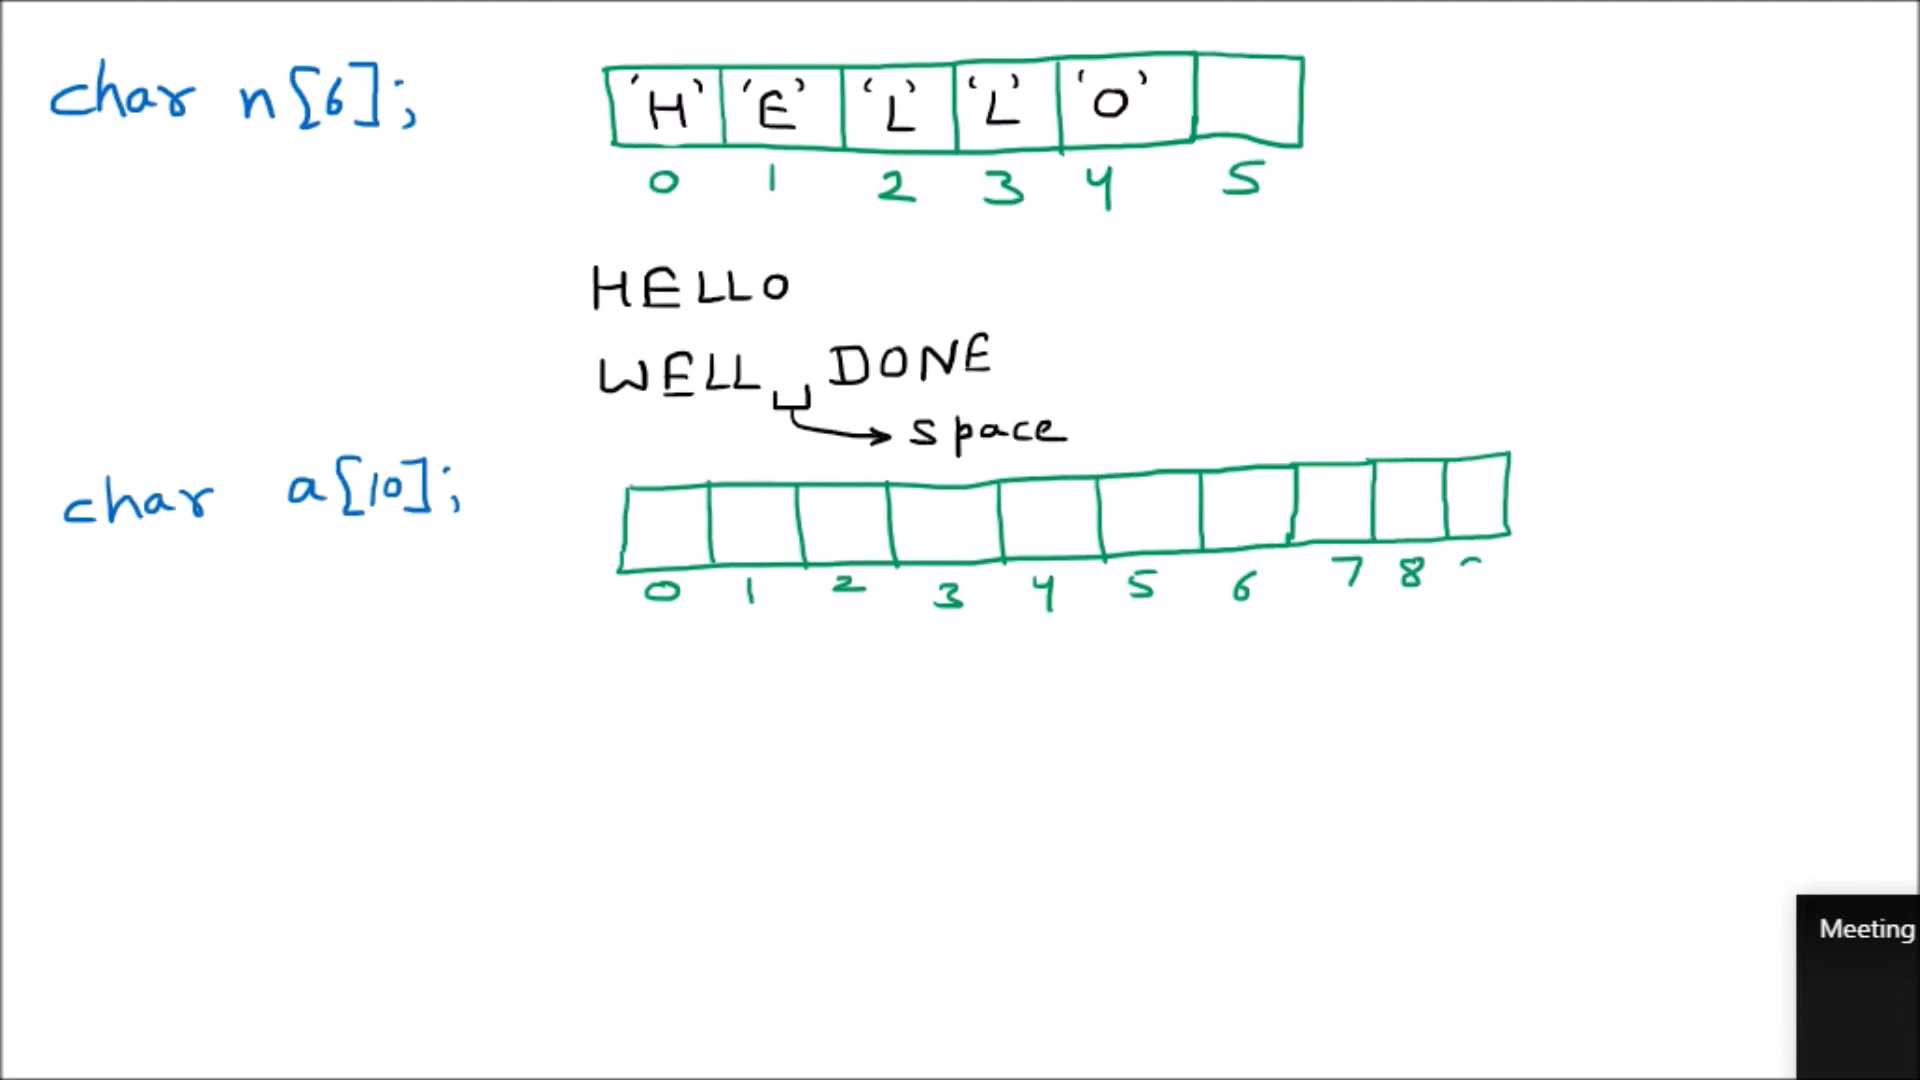 char n[6];
'H' 'E' 'L' 'L' 'O'
0 1 2 3 4 5
HELLO
WELL DONE
space
char a[10];
0 1 2 3 4 5 6 7 8
Meeting